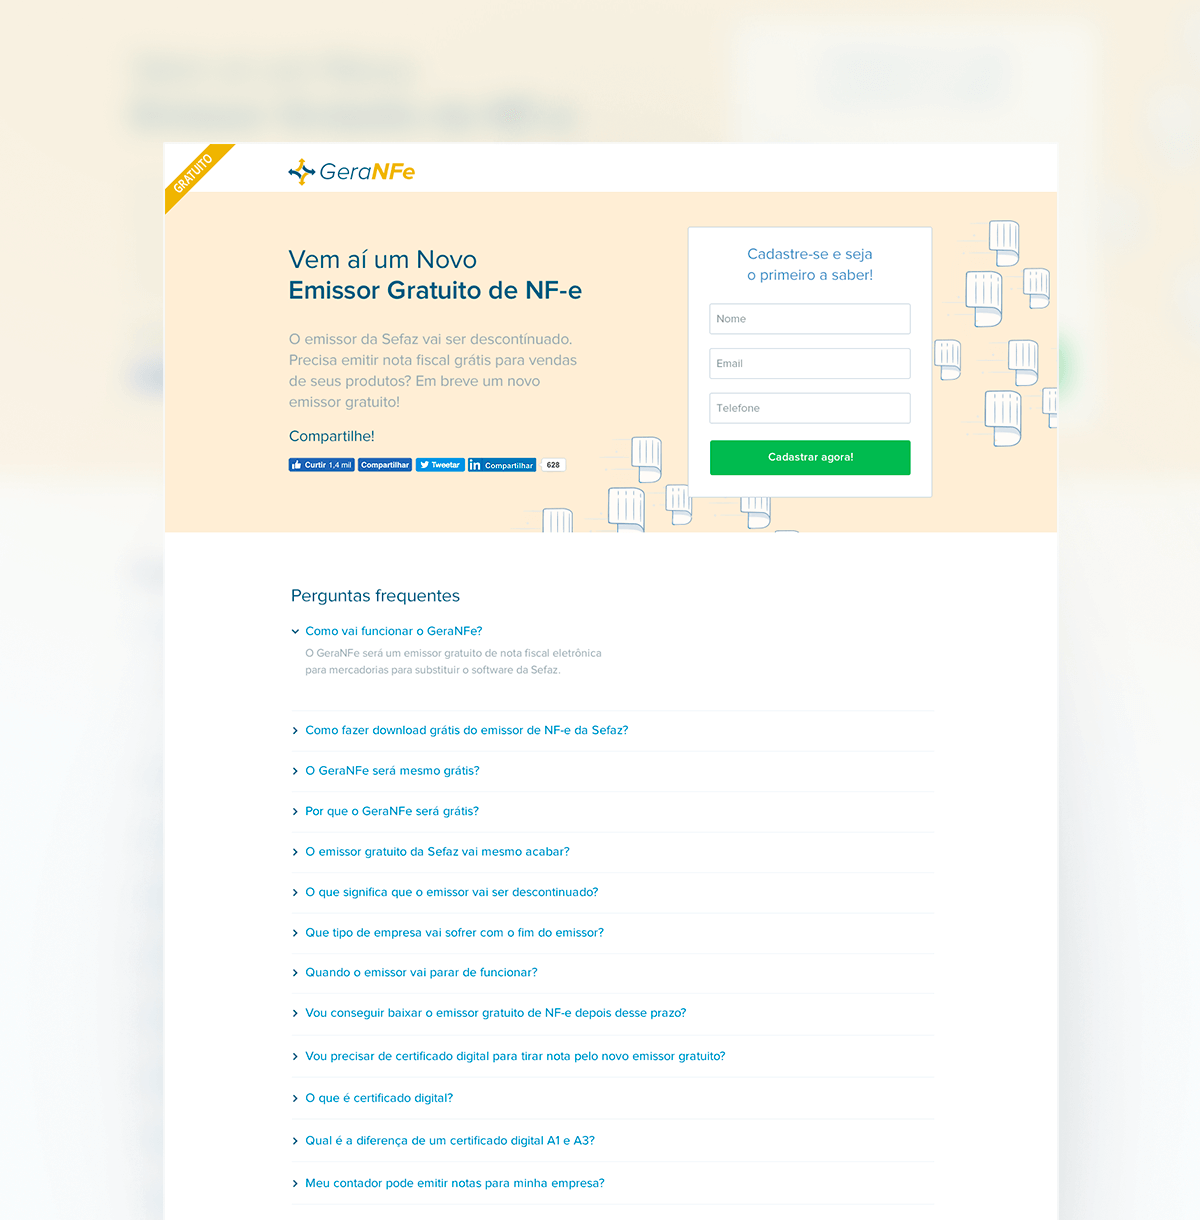 GRATUITO
GeraNFe
Vem aí um Novo
Emissor Gratuito de NF-e
O emissor da Sefaz vai ser descontínuado.
Precisa emitir nota fiscal grátis para vendas
de seus produtos? Em breve um novo
emissor gratuito!
Compartilhe!
Curtir 1,4 mil Compartilhar Tweetar in Compartilhar 628
Cadastre-se e seja
o primeiro a saber!
Nome
Email
Telefone
Cadastrar agora!
Perguntas frequentes
Como vai funcionar o GeraNFe?
O GeraNFe será um emissor gratuito de nota fiscal eletrônica
para mercadorias para substituir o software da Sefaz.
Como fazer download grátis do emissor de NF-e da Sefaz?
O GeraNFe será mesmo grátis?
Por que o GeraNFe será grátis?
O emissor gratuito da Sefaz vai mesmo acabar?
O que significa que o emissor vai ser descontinuado?
Que tipo de empresa vai sofrer com o fim do emissor?
Quando o emissor vai parar de funcionar?
Vou conseguir baixar o emissor gratuito de NF-e depois desse prazo?
Vou precisar de certificado digital para tirar nota pelo novo emissor gratuito?
O que é certificado digital?
Qual é a diferença de um certificado digital A1 e A3?
Meu contador pode emitir notas para minha empresa?